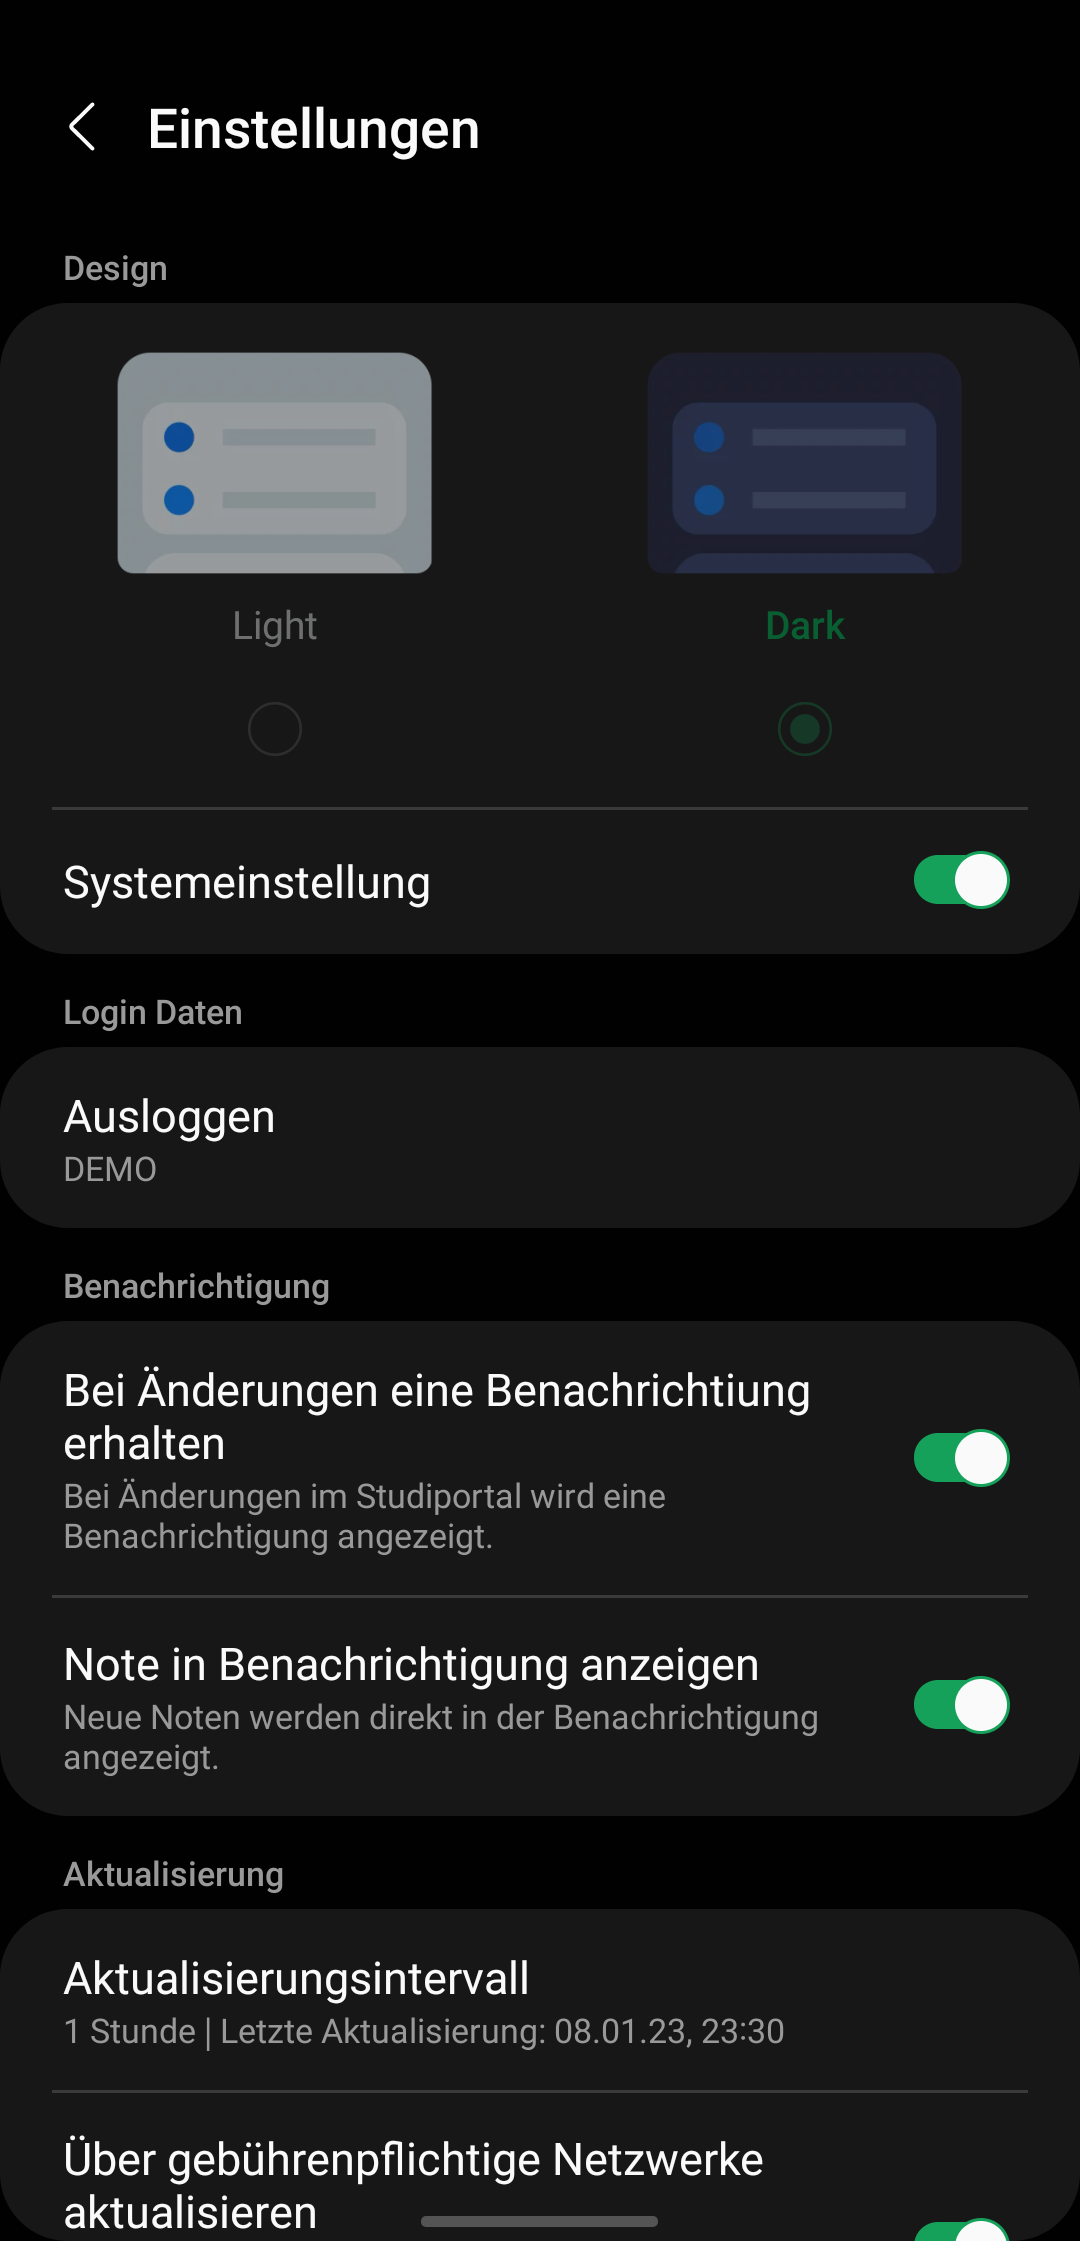 Einstellungen
Design
Light
Dark
Systemeinstellung
Login Daten
Ausloggen
DEMO
Benachrichtigung
Bei Änderungen eine Benachrichtiung
erhalten
Bei Änderungen im Studiportal wird eine
Benachrichtigung angezeigt.
Note in Benachrichtigung anzeigen
Neue Noten werden direkt in der Benachrichtigung
angezeigt.
Aktualisierung
Aktualisierungsintervall
1 Stunde | Letzte Aktualisierung: 08.01.23, 23:30
Über gebührenpflichtige Netzwerke
aktualisieren